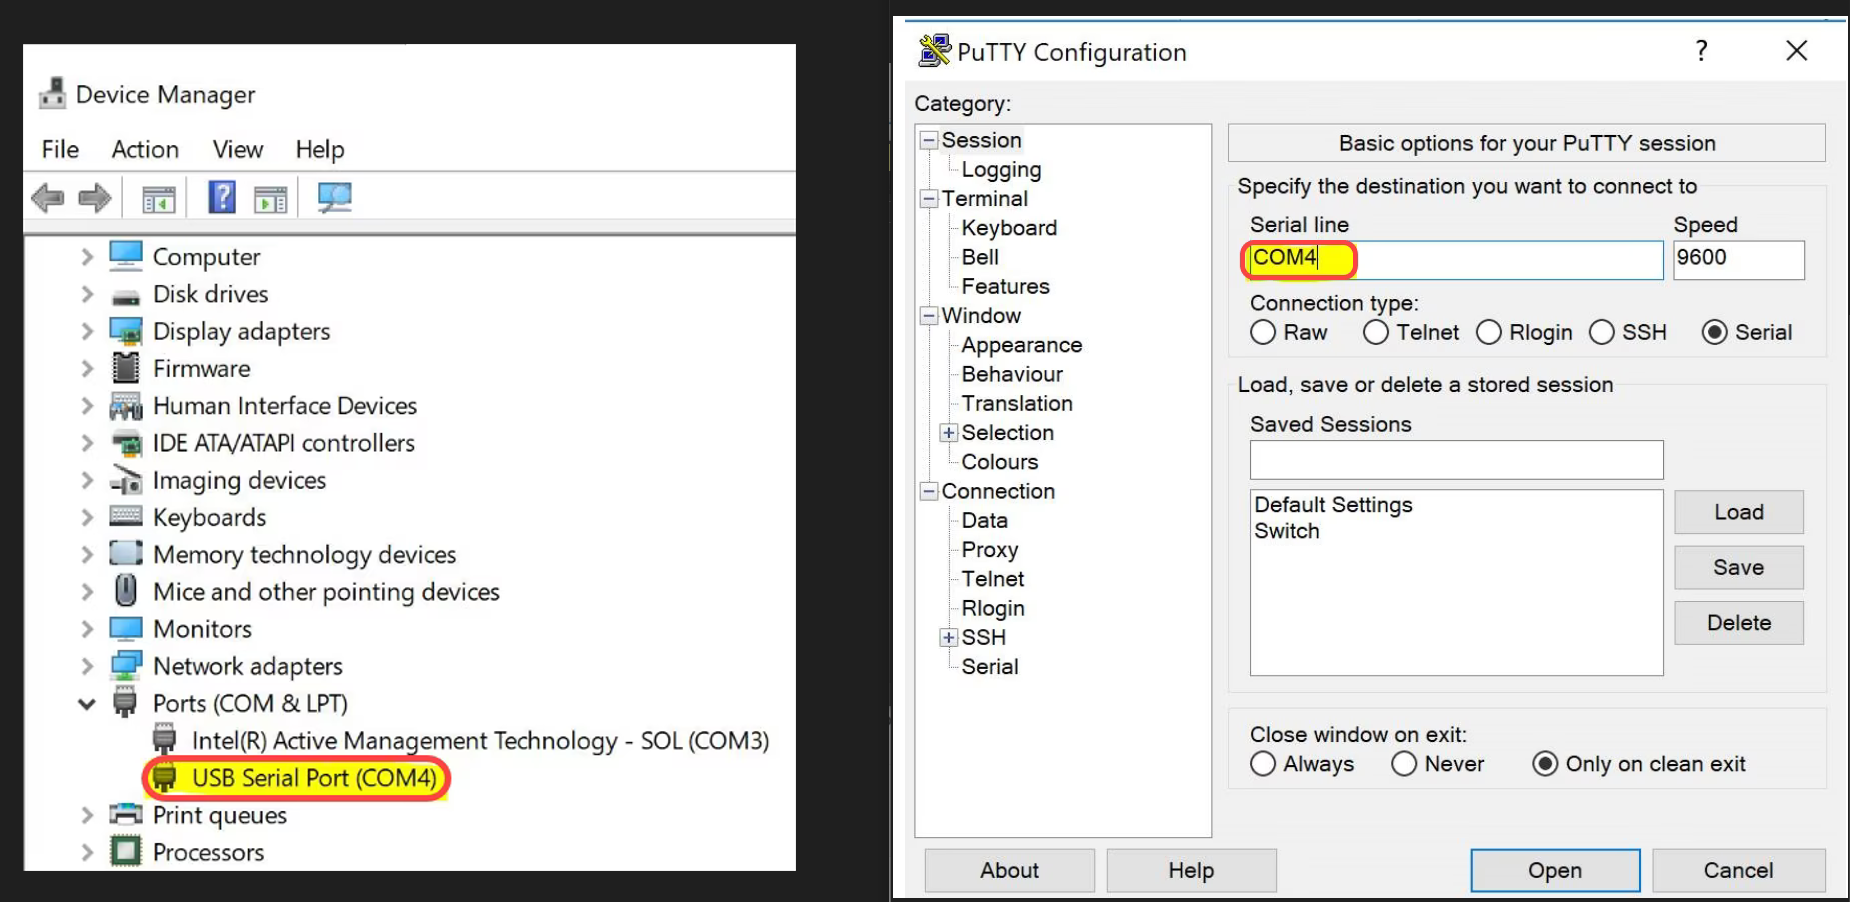 Device Manager
File Action View Help
Computer
Disk drives
Display adapters
Firmware
Human Interface Devices
IDE ATA/ATAPI controllers
Imaging devices
Keyboards
Memory technology devices
Mice and other pointing devices
Monitors
Network adapters
Ports (COM & LPT)
Intel(R) Active Management Technology - SOL (COM3)
USB Serial Port (COM4)
Print queues
Processors
PuTTY Configuration
?
Category:
Session
Logging
Terminal
Keyboard
Bell
Features
Window
Appearance
Behaviour
Translation
Selection
Colours
Connection
Data
Proxy
Telnet
Rlogin
SSH
Serial
Basic options for your PuTTY session
Specify the destination you want to connect to
Serial line Speed
COM4 9600
Connection type:
Raw Telnet Rlogin SSH Serial
Load, save or delete a stored session
Saved Sessions
Default Settings
Switch
Load
Save
Delete
Close window on exit:
Always Never Only on clean exit
About Help Open Cancel